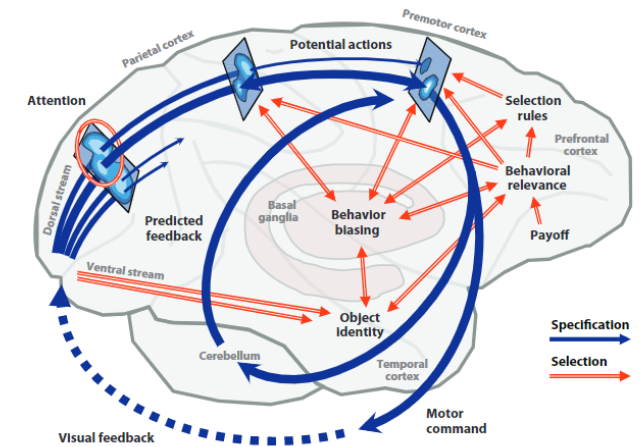 Premotor cortex
Parietal cortex
Potential actions
Attention
Selection
rules
Prefrontal
cortex
Dorsal stream
Behavioral
relevance
Basal
ganglia
Behavior
biasing
Predicted
feedback
Payoff
Ventral stream
Object
identity
Specification
Cerebellum
Temporal
cortex
Selection
Motor
command
Visual feedback